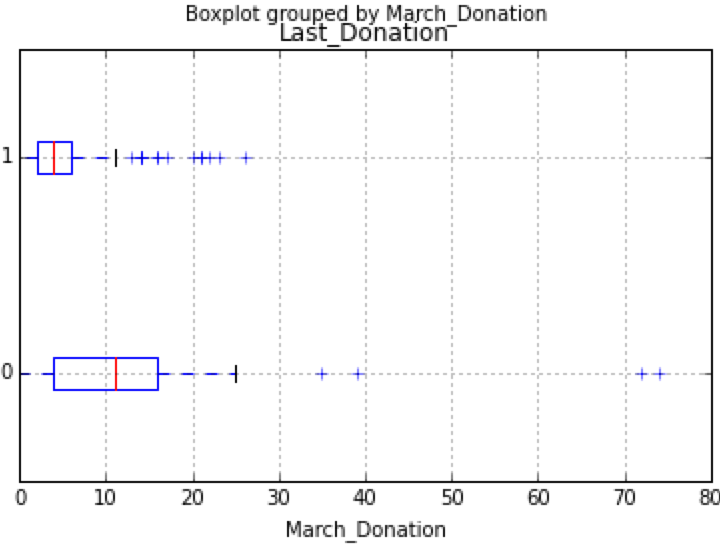 Boxplot grouped by March_Donation
Last_Donation
1
0
0 10 20 30 40 50 60 70 80
March_Donation